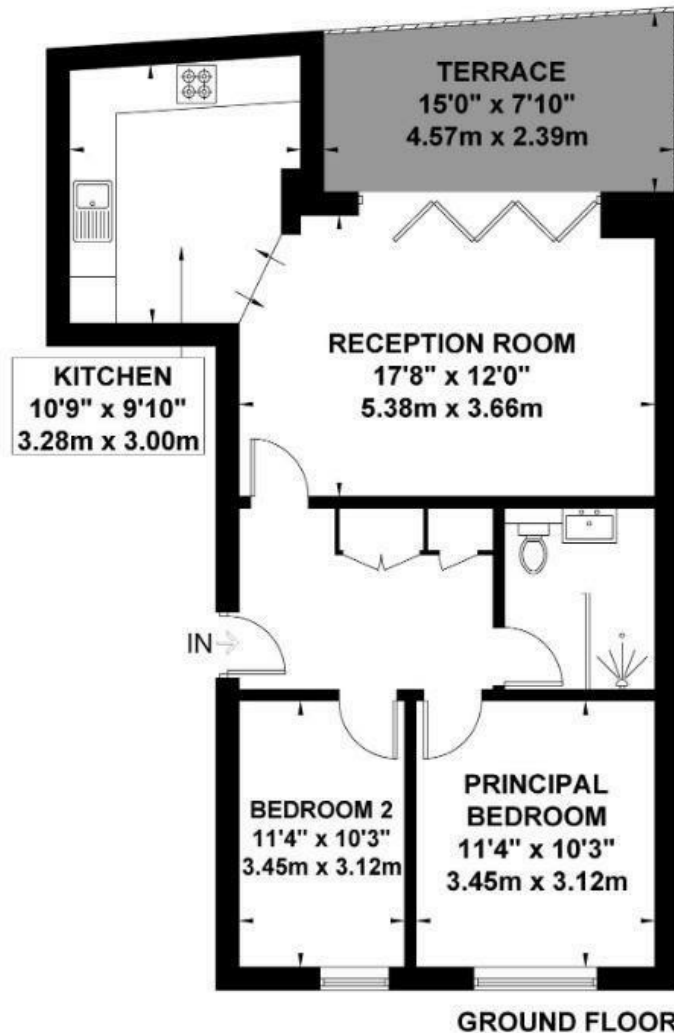 TERRACE
15'0" x 7'10"
4.57m x 2.39m
RECEPTION ROOM
17'8" x 12'0"
5.38m x 3.66m
KITCHEN
10'9" x 9'10"
3.28m x 3.00m
IN
BEDROOM 2
11'4" x 10'3"
3.45m x 3.12m
PRINCIPAL
BEDROOM
11'4" x 10'3"
3.45m x 3.12m
GROUND FLOOR